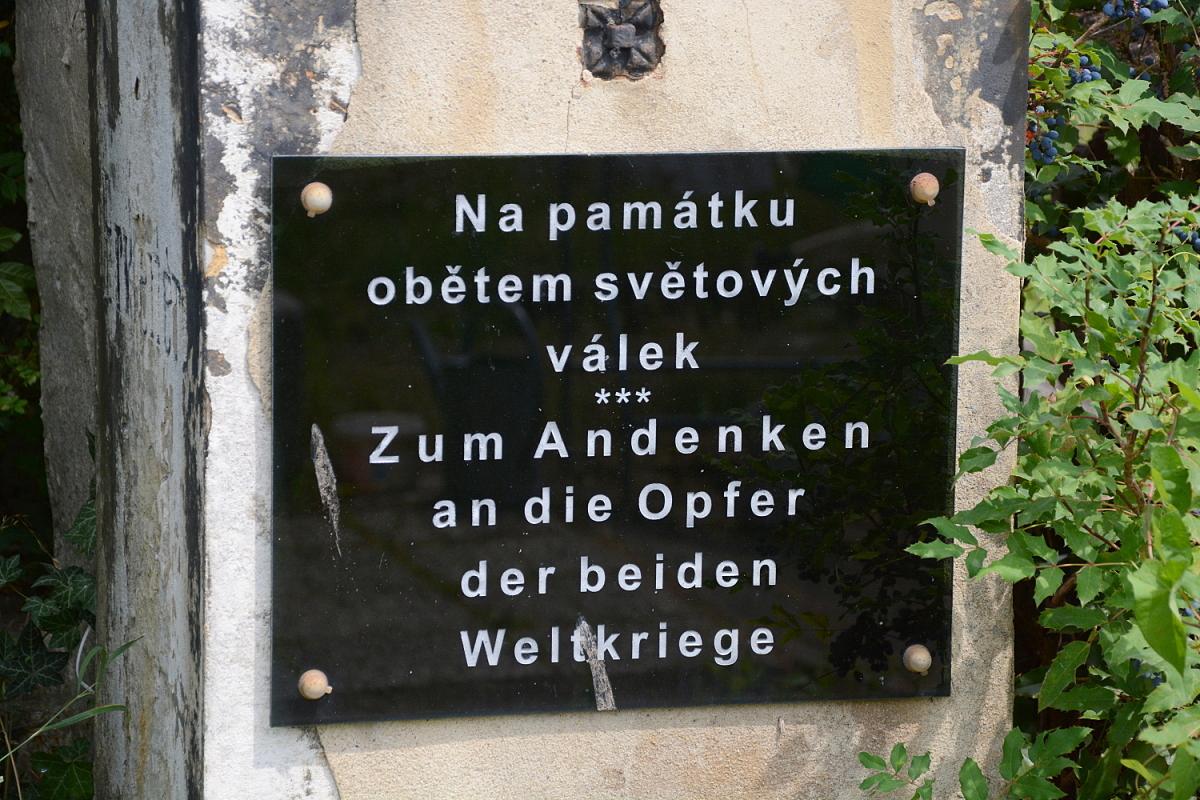 Na památku
obětem světových
válek
***
Zum Andenken
an die Opfer
der beiden
Weltkriege